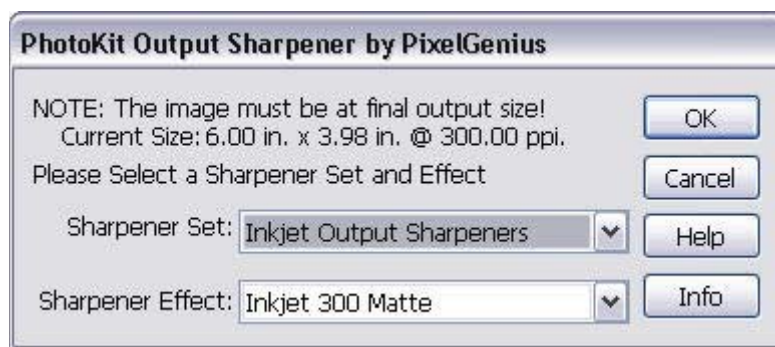 PhotoKit Output Sharpener by PixelGenius
NOTE: The image must be at final output size!
Current Size: 6.00 in. x 3.98 in. @ 300.00 ppi.
OK
Please Select a Sharpener Set and Effect
Cancel
Sharpener Set: Inkjet Output Sharpeners
Help
Sharpener Effect: Inkjet 300 Matte
Info